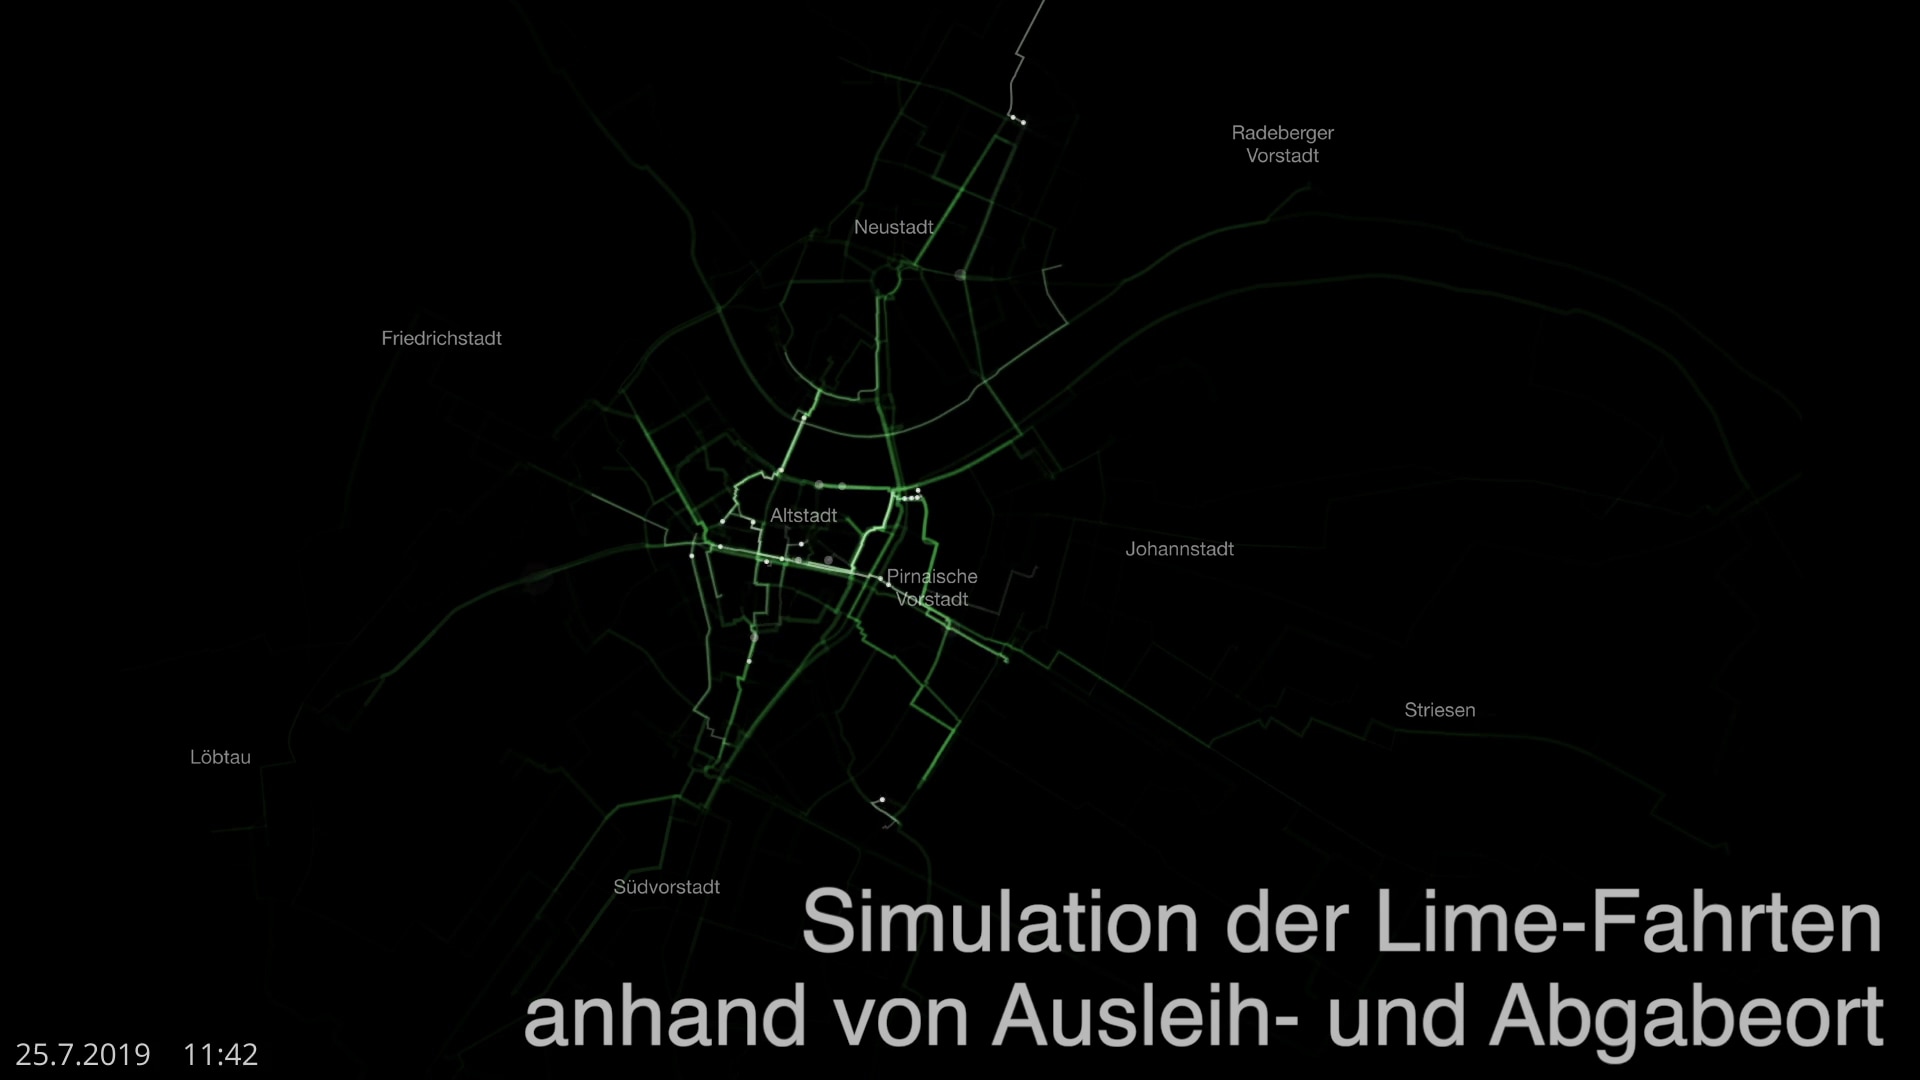 Radeberger
Vorstadt
Neustadt
Friedrichstadt
Altstadt
Johannstadt
Pirnaische
Vorstadt
Striesen
Löbtau
Südvorstadt
Simulation der Lime-Fahrten
anhand von Ausleih- und Abgabeort
25.7.2019 11:42